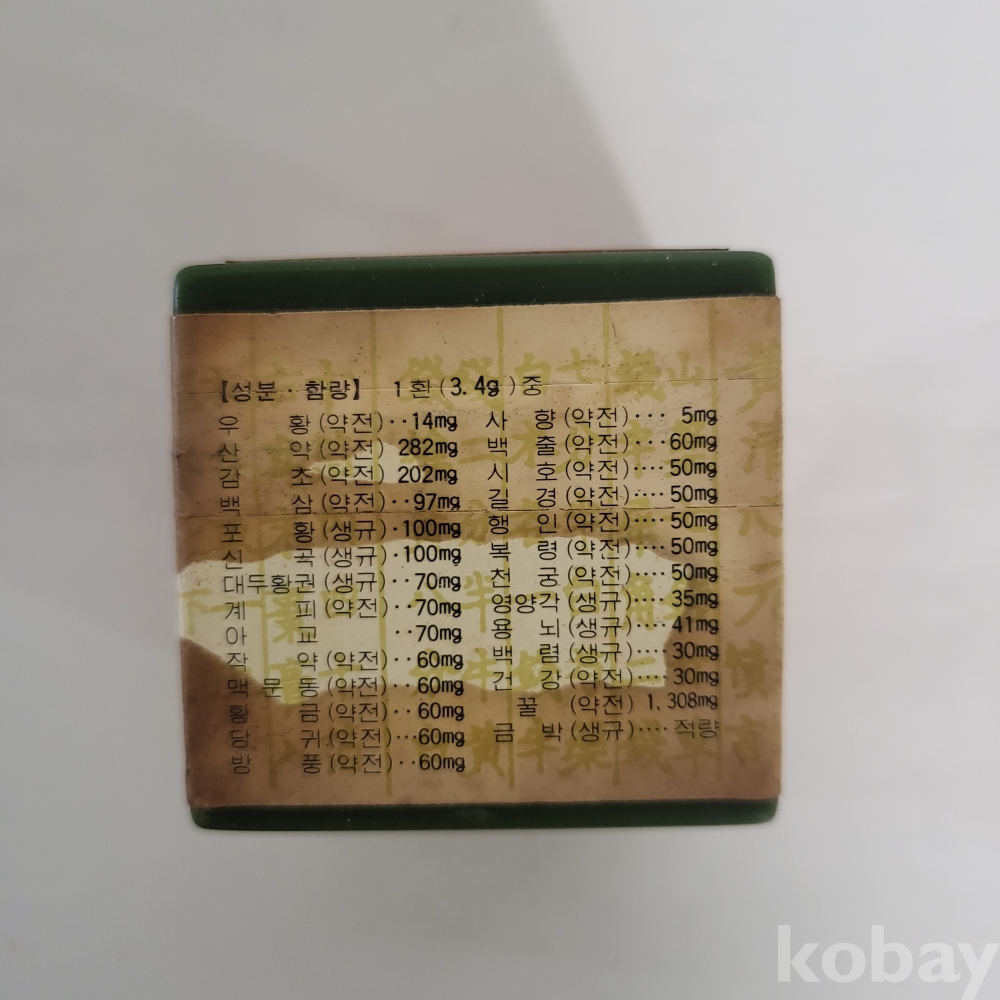 【성분·함량】 1환(3.4g)중
우 황(약전)··14mg
산 약(약전) 282mg
감 초(약전) 202mg
백 삼(약전)··97mg
포 황(생규)·100mg
신 곡(생규)·100mg
대두황권(생규)··70mg
계 피(약전)··70mg
아 교 ··70mg
작 약(약전)··60mg
맥 문 동(약전)··60mg
황 금(약전)··60mg
당 귀(약전)···60mg
방 풍(약전)··60mg
사 향(약전)··· 5mg
백 출(약전)····60mg
시 호(약전)····50mg
길 경(약전)····50mg
행 인(약전)····50mg
복 령(약전)····50mg
천 궁(약전)····50mg
영양각(생규)····35mg
용 뇌(생규)····41mg
백 렴(생규)····30mg
건 강(약전)····30mg
꿀 (약전) 1,308mg
금 박(생규)····적량
kobay